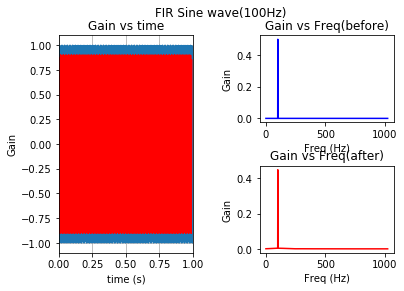 FIR Sine wave(100Hz)
Gain vs time
1.00
0.75
0.50
0.25
0.00
−0.25
−0.50
−0.75
−1.00
Gain
0.00 0.25 0.50 0.75 1.00
time (s)
Gain vs Freq(before)
0.4
0.2
0.0
Gain
0 500 1000
Freq (Hz)
Gain vs Freq(after)
0.4
0.2
0.0
Gain
0 500 1000
Freq (Hz)